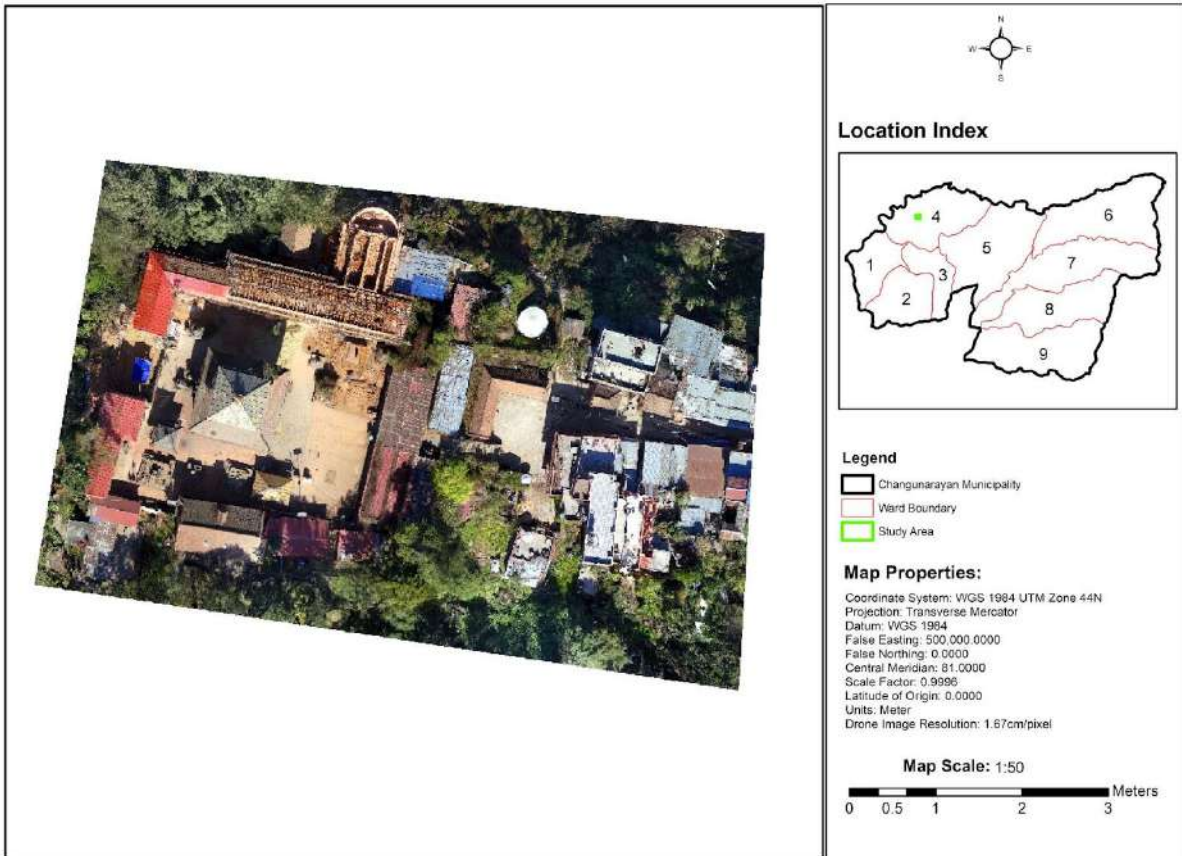 N
W E
S
Location Index
4
6
5
1
3
7
2
8
9
Legend
Changunarayan Municipality
Ward Boundary
Study Area
Map Properties:
Coordinate System: WGS 1984 UTM Zone 44N
Projection: Transverse Mercator
Datum: WGS 1984
False Easting: 500,000.0000
False Northing: 0.0000
Central Meridian: 81.0000
Scale Factor: 0.9996
Latitude of Origin: 0.0000
Units: Meter
Drone Image Resolution: 1.67cm/pixel
Map Scale: 1:50
Meters
0 0.5 1 2 3